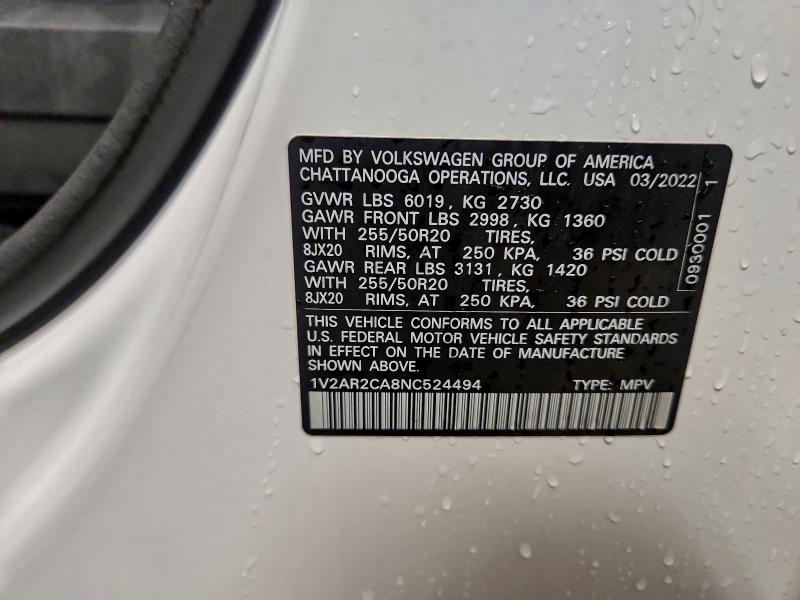 MFD BY VOLKSWAGEN GROUP OF AMERICA
CHATTANOOGA OPERATIONS, LLC. USA 03/2022
GVWR LBS 6019, KG 2730
GAWR FRONT LBS 2998, KG 1360
WITH 255/50R20 TIRES,
8JX20 RIMS, AT 250 KPA, 36 PSI COLD
GAWR REAR LBS 3131, KG 1420
WITH 255/50R20 TIRES,
8JX20 RIMS, AT 250 KPA, 36 PSI COLD
0930001 1
THIS VEHICLE CONFORMS TO ALL APPLICABLE
U.S. FEDERAL MOTOR VEHICLE SAFETY STANDARDS
IN EFFECT ON THE DATE OF MANUFACTURE
SHOWN ABOVE.
1V2AR2CA8NC524494 TYPE: MPV